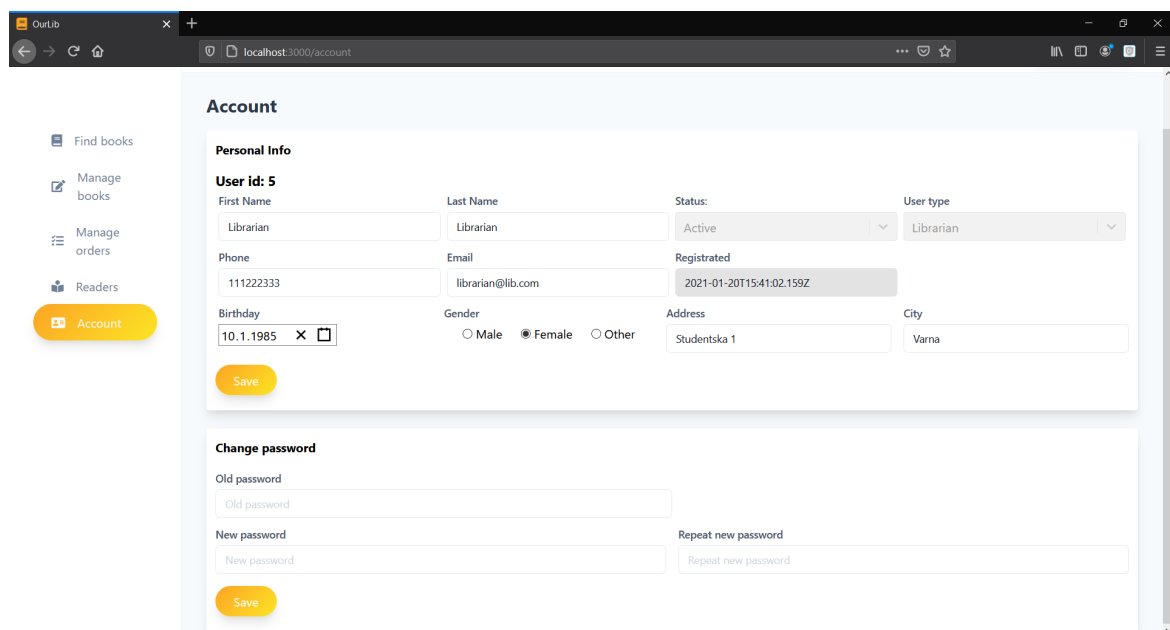 OurLib
localhost:3000/account
Account
Find books
Manage
books
Manage
orders
Readers
Account
Personal Info
User id: 5
First Name Last Name Status: User type
Librarian Librarian Active Librarian
Phone Email Registrated
111222333 librarian@lib.com 2021-01-20T15:41:02.159Z
Birthday Gender Address City
10.1.1985 Male Female Other Studentska 1 Varna
Save
Change password
Old password
Old password
New password Repeat new password
New password Repeat new password
Save